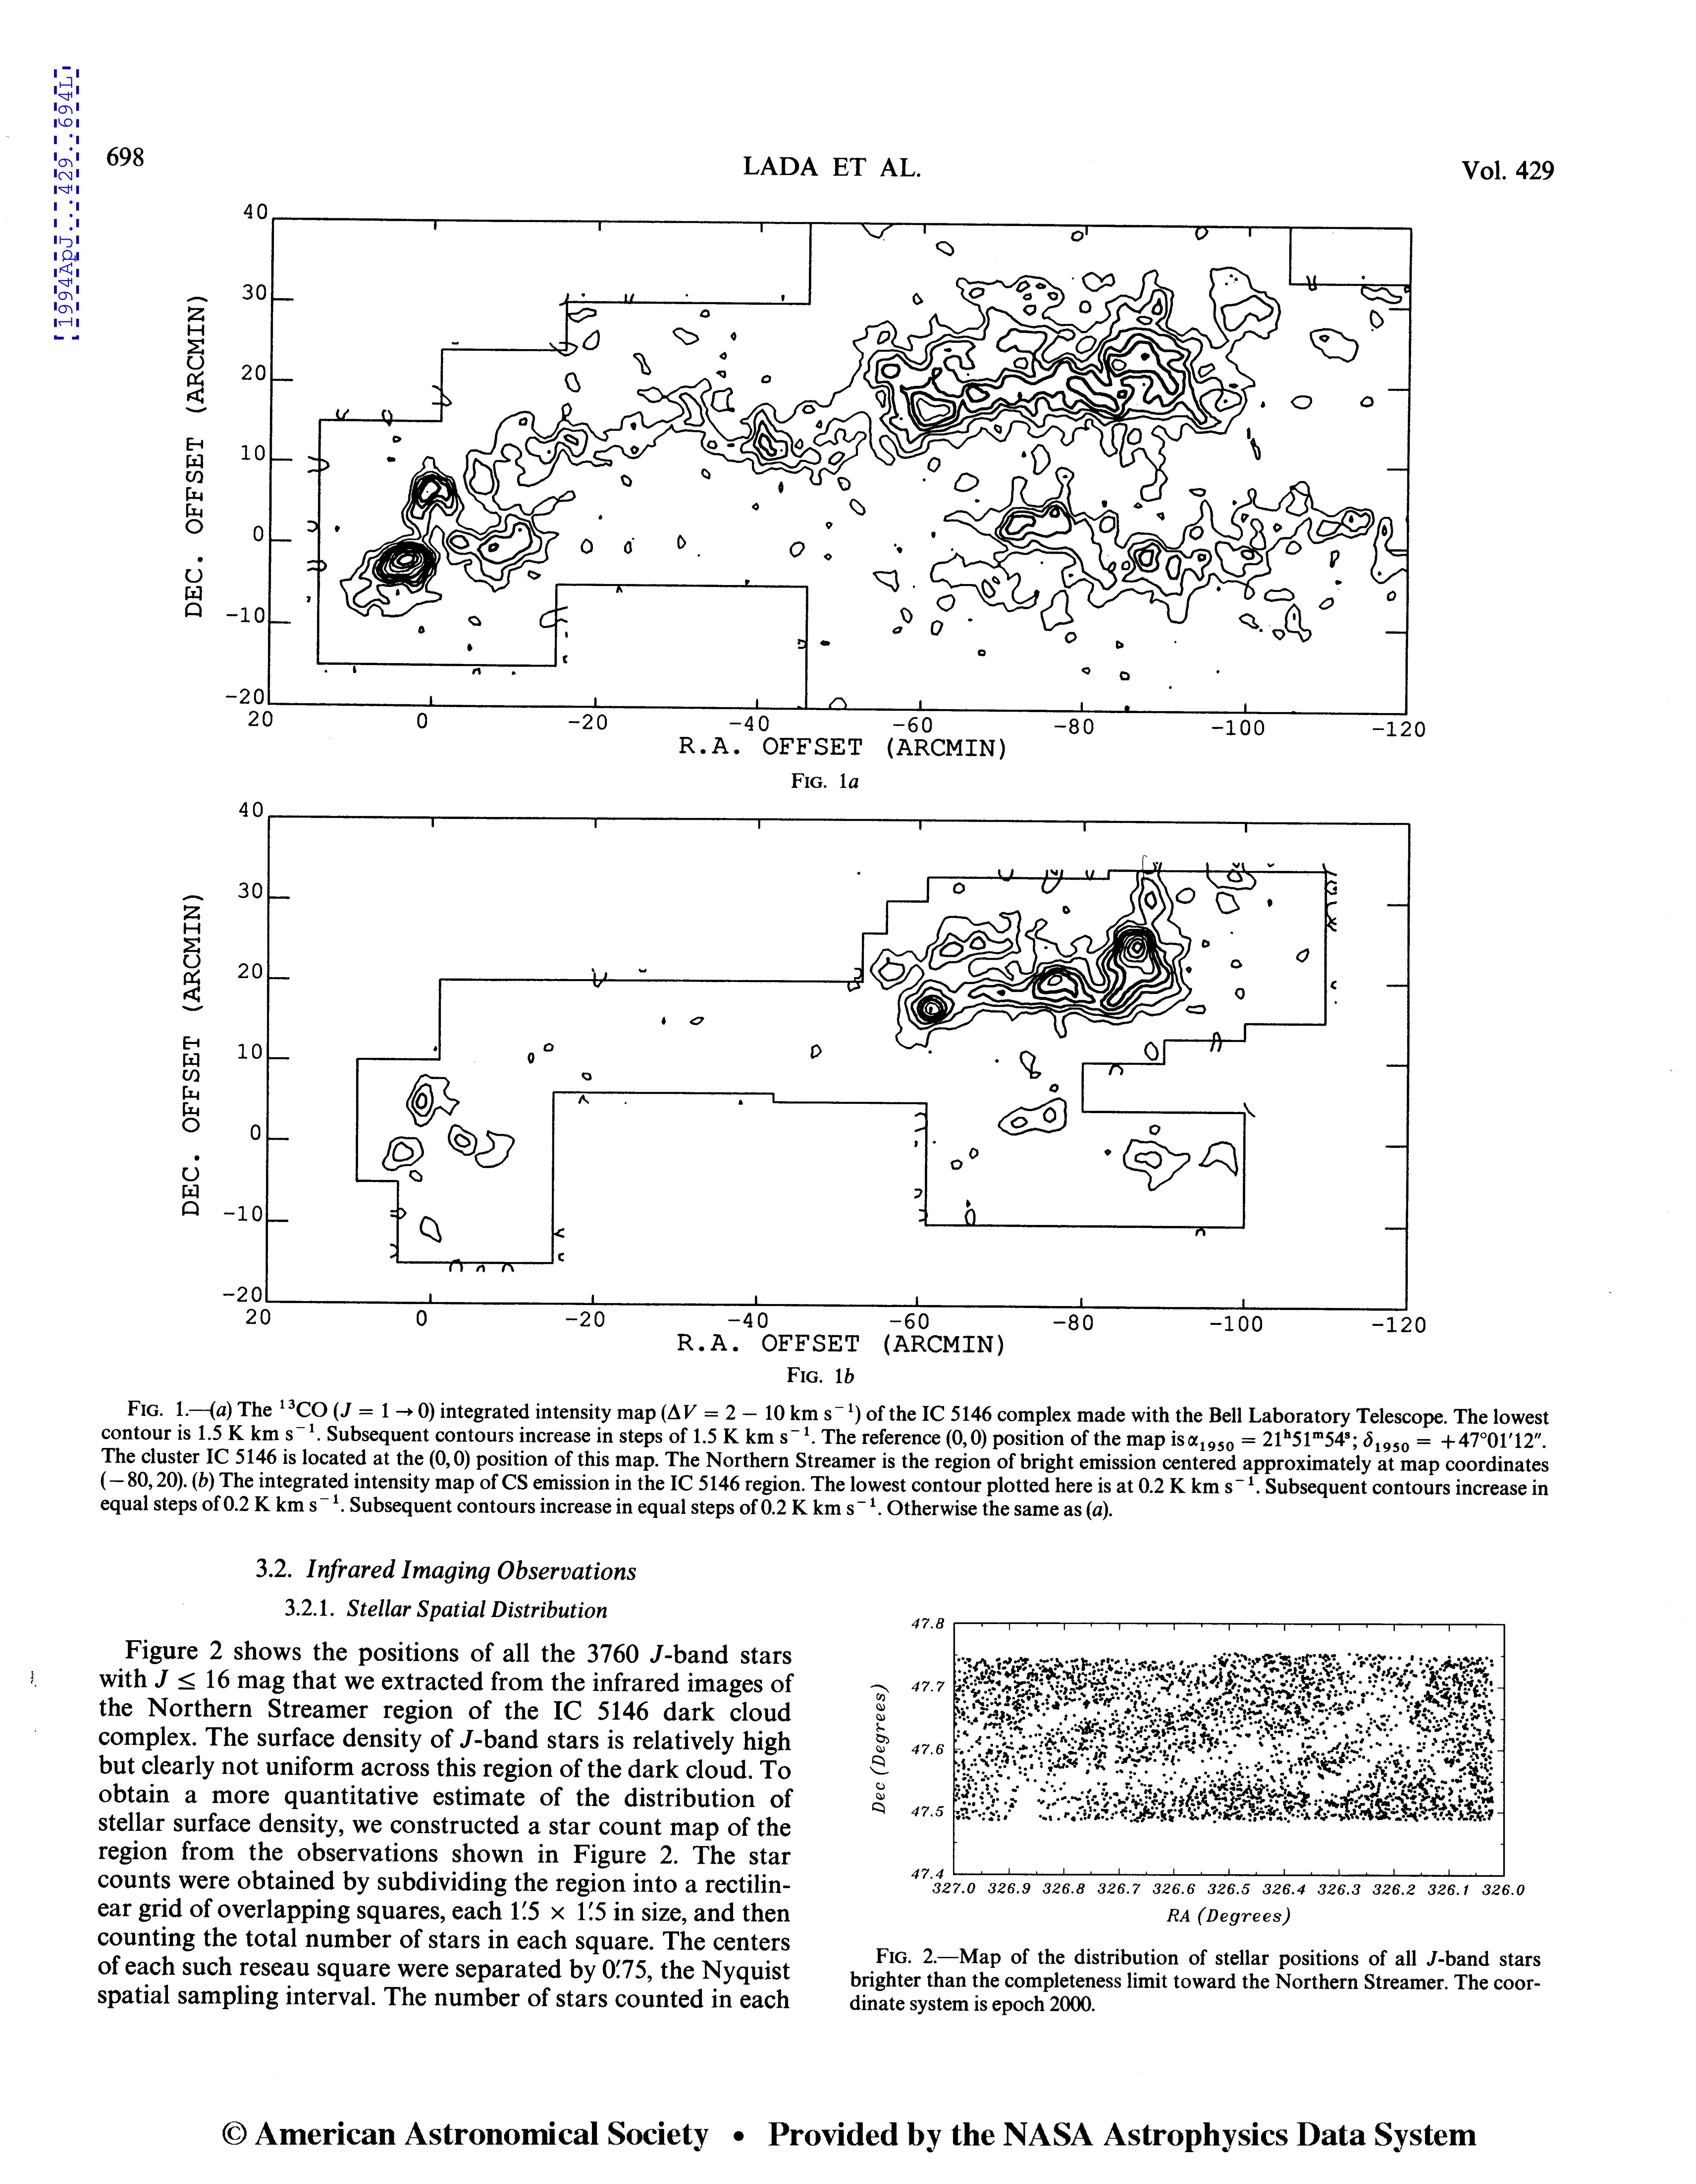 1994ApJ...429..694L
698
LADA ET AL.
Vol. 429
40
30
20
10
0
-10
-20
DEC. OFFSET (ARCMIN)
20 0 -20 -40 -60 -80 -100 -120
R.A. OFFSET (ARCMIN)
FIG. 1a
40
30
20
10
0
-10
-20
DEC. OFFSET (ARCMIN)
20 0 -20 -40 -60 -80 -100 -120
R.A. OFFSET (ARCMIN)
FIG. 1b
FIG. 1.—(a) The ¹³CO (J = 1 → 0) integrated intensity map (ΔV = 2 − 10 km s⁻¹) of the IC 5146 complex made with the Bell Laboratory Telescope. The lowest
contour is 1.5 K km s⁻¹. Subsequent contours increase in steps of 1.5 K km s⁻¹. The reference (0, 0) position of the map is α₁₉₅₀ = 21ʰ51ᵐ54ˢ; δ₁₉₅₀ = +47°01′12″.
The cluster IC 5146 is located at the (0, 0) position of this map. The Northern Streamer is the region of bright emission centered approximately at map coordinates
(−80, 20). (b) The integrated intensity map of CS emission in the IC 5146 region. The lowest contour plotted here is at 0.2 K km s⁻¹. Subsequent contours increase in
equal steps of 0.2 K km s⁻¹. Subsequent contours increase in equal steps of 0.2 K km s⁻¹. Otherwise the same as (a).
3.2. Infrared Imaging Observations
3.2.1. Stellar Spatial Distribution
Figure 2 shows the positions of all the 3760 J-band stars
with J ≤ 16 mag that we extracted from the infrared images of
the Northern Streamer region of the IC 5146 dark cloud
complex. The surface density of J-band stars is relatively high
but clearly not uniform across this region of the dark cloud. To
obtain a more quantitative estimate of the distribution of
stellar surface density, we constructed a star count map of the
region from the observations shown in Figure 2. The star
counts were obtained by subdividing the region into a rectilin-
ear grid of overlapping squares, each 1′.5 × 1′.5 in size, and then
counting the total number of stars in each square. The centers
of each such reseau square were separated by 0′.75, the Nyquist
spatial sampling interval. The number of stars counted in each
47.8
47.7
47.6
47.5
47.4
Dec (Degrees)
327.0 326.9 326.8 326.7 326.6 326.5 326.4 326.3 326.2 326.1 326.0
RA (Degrees)
FIG. 2.—Map of the distribution of stellar positions of all J-band stars
brighter than the completeness limit toward the Northern Streamer. The coor-
dinate system is epoch 2000.
© American Astronomical Society • Provided by the NASA Astrophysics Data System